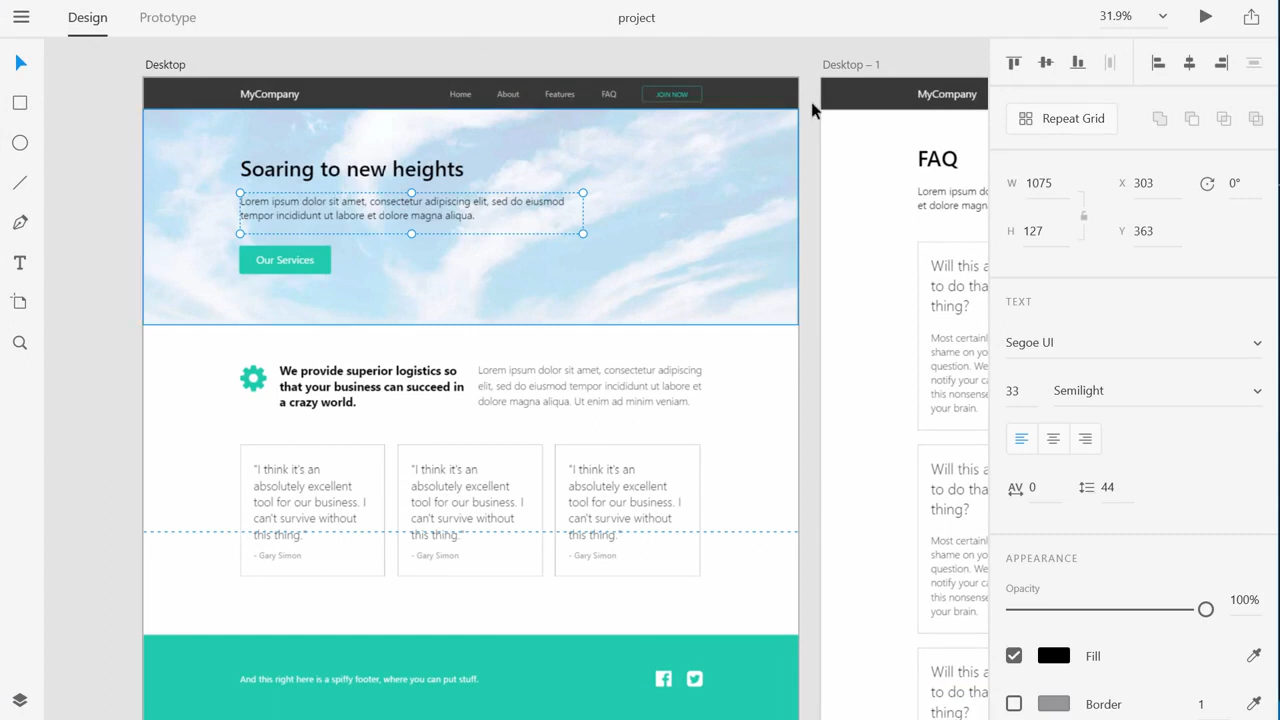 Design
Prototype
project
31.9%
Desktop
Desktop – 1
MyCompany
Home
About
Features
FAQ
JOIN NOW
Soaring to new heights
Lorem ipsum dolor sit amet, consectetur adipiscing elit, sed do eiusmod
tempor incididunt ut labore et dolore magna aliqua.
Our Services
We provide superior logistics so
that your business can succeed in
a crazy world.
Lorem ipsum dolor sit amet, consectetur adipiscing
elit, sed do eiusmod tempor incididunt ut labore et
dolore magna aliqua. Ut enim ad minim veniam.
"I think it's an
absolutely excellent
tool for our business. I
can't survive without
this thing."
- Gary Simon
"I think it's an
absolutely excellent
tool for our business. I
can't survive without
this thing."
- Gary Simon
"I think it's an
absolutely excellent
tool for our business. I
can't survive without
this thing."
- Gary Simon
And this right here is a spiffy footer, where you can put stuff.
MyCompany
FAQ
Lorem ipsum do
et dolore magna
Will this a
to do tha
thing?
Most certainl
shame on yo
question. We
notify your ca
this nonsense
your brain.
Will this a
to do tha
thing?
Most certainl
shame on yo
question. We
notify your ca
this nonsense
your brain.
Will this a
to do tha
thing?
Repeat Grid
W 1075
X 303
0°
H 127
Y 363
TEXT
Segoe UI
33
Semilight
AV 0
44
APPEARANCE
Opacity
100%
Fill
Border
1